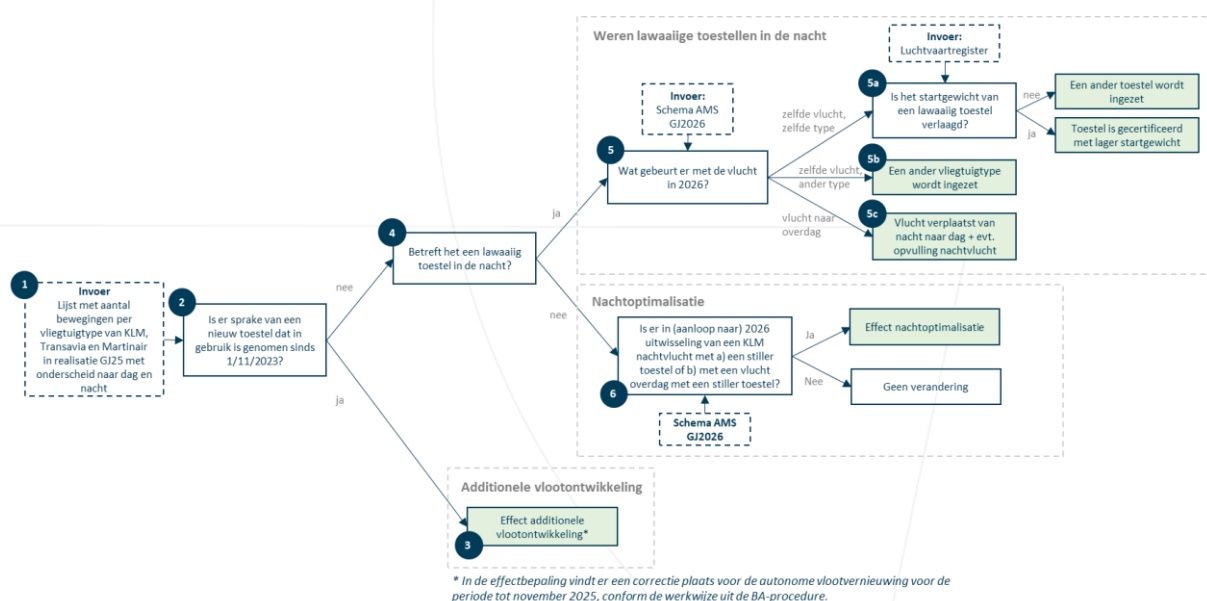 Weren lawaaiige toestellen in de nacht
Invoer:
Luchtvaartregister
5a
Is het startgewicht van
een lawaaiig toestel
verlaagd?
nee
Een ander toestel wordt
ingezet
ja
Toestel is gecertificeerd
met lager startgewicht
Invoer:
Schema AMS
GJ2026
zelfde vlucht,
zelfde type
5
Wat gebeurt er met de vlucht
in 2026?
zelfde vlucht,
ander type
5b
Een ander vliegtuigtype
wordt ingezet
vlucht naar
overdag
5c
Vlucht verplaatst van
nacht naar dag + evt.
opvulling nachtvlucht
ja
4
Betreft het een lawaaiig
toestel in de nacht?
nee
nee
1
Invoer
Lijst met aantal
bewegingen per
vliegtuigtype van KLM,
Transavia en Martinair
in realisatie GJ25 met
onderscheid naar dag en
nacht
2
Is er sprake van een
nieuw toestel dat in
gebruik is genomen sinds
1/11/2023?
ja
Nachtoptimalisatie
Is er in (aanloop naar) 2026
uitwisseling van een KLM
nachtvlucht met a) een stiller
toestel of b) met een vlucht
overdag met een stiller toestel?
6
Ja
Effect nachtoptimalisatie
Nee
Geen verandering
Schema AMS
GJ2026
Additionele vlootontwikkeling
Effect additionele
vlootontwikkeling*
3
* In de effectbepaling vindt er een correctie plaats voor de autonome vlootvernieuwing voor de
periode tot november 2025, conform de werkwijze uit de BA-procedure.